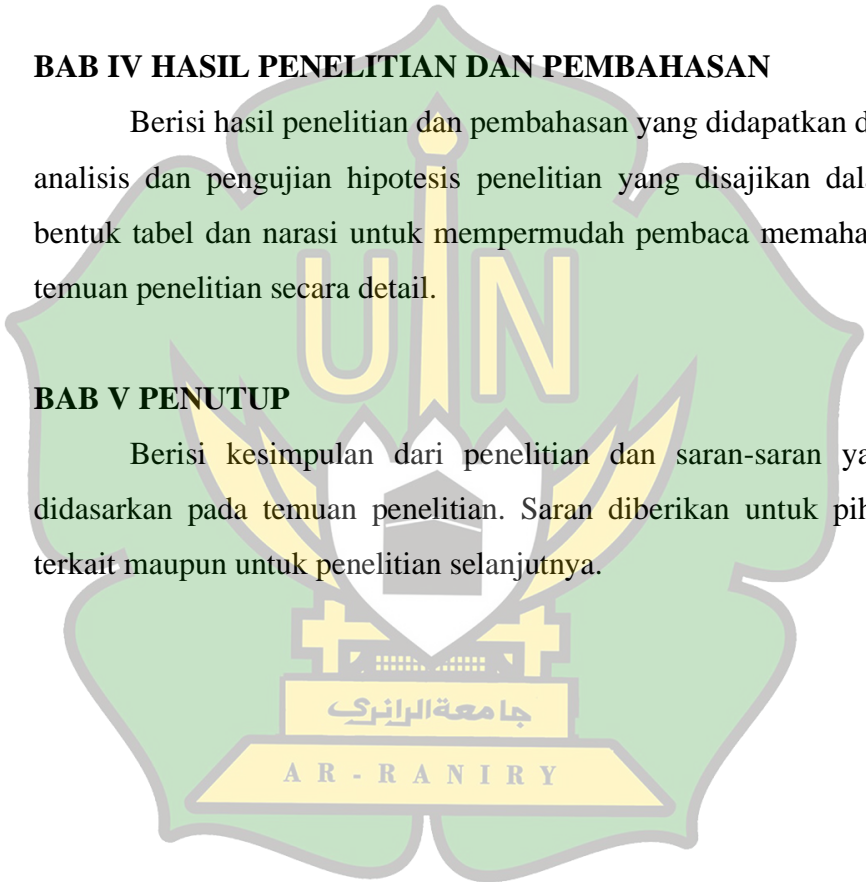 BAB IV HASIL PENELITIAN DAN PEMBAHASAN
Berisi hasil penelitian dan pembahasan yang didapatkan
analisis dan pengujian hipotesis penelitian yang disajikan
bentuk tabel dan narasi untuk mempermudah pembaca
temuan penelitian secara detail.
UIN
BAB V PENUTUP
Berisi kesimpulan dari penelitian dan saran-saran
didasarkan pada temuan penelitian. Saran diberikan untuk
terkait maupun untuk penelitian selanjutnya.
جامعة الرانري
AR-RANIRY